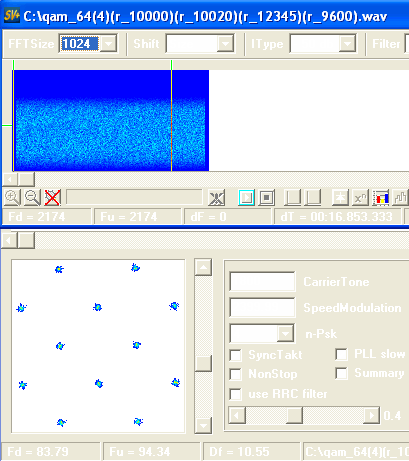 SV+ C:\qam_64(4)(r_10000)(r_10020)(r_12345)(r_9600).wav
FFTSize 1024 Shift IType Filter
Fd = 2174 Fu = 2174 dF = 0 dT = 00:16.853.333
CarrierTone
SpeedModulation
n-Psk
SyncTakt PLL slow
NonStop Summary
use RRC filter
0.4
Fd = 83.79 Fu = 94.34 Df = 10.55 C:\qam_64(4)(r_10